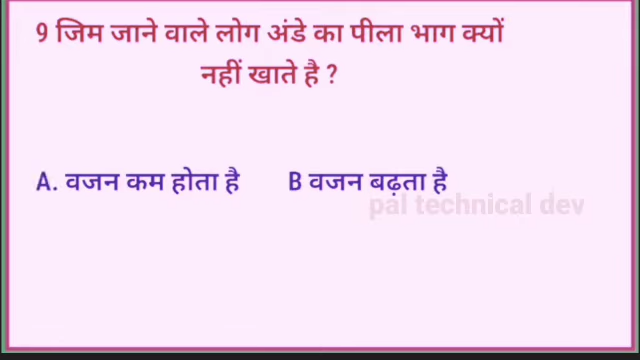 9 जिम जाने वाले लोग अंडे का पीला भाग क्यों
नहीं खाते है ?
A. वजन कम होता है B वजन बढ़ता है
pal technical dev